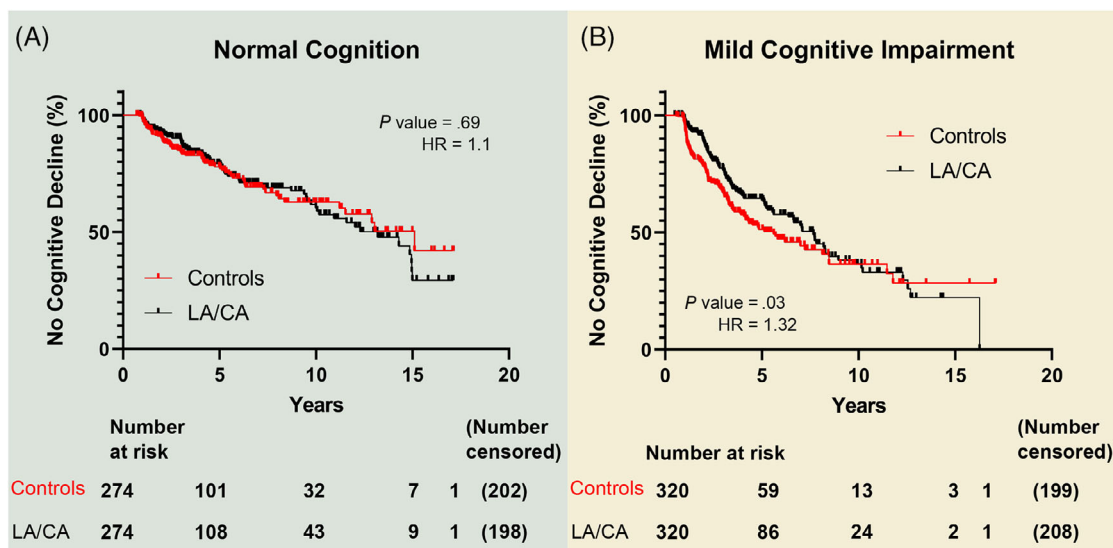 (A)
Normal Cognition
No Cognitive Decline (%)
100
50
0
P value = .69
HR = 1.1
Controls
LA/CA
0 5 10 15 20
Years
Number
at risk
(Number
censored)
Controls 274 101 32 7 1 (202)
LA/CA 274 108 43 9 1 (198)
(B)
Mild Cognitive Impairment
No Cognitive Decline (%)
100
50
0
Controls
LA/CA
P value = .03
HR = 1.32
0 5 10 15 20
Years
Number at risk
(Number
censored)
Controls 320 59 13 3 1 (199)
LA/CA 320 86 24 2 1 (208)